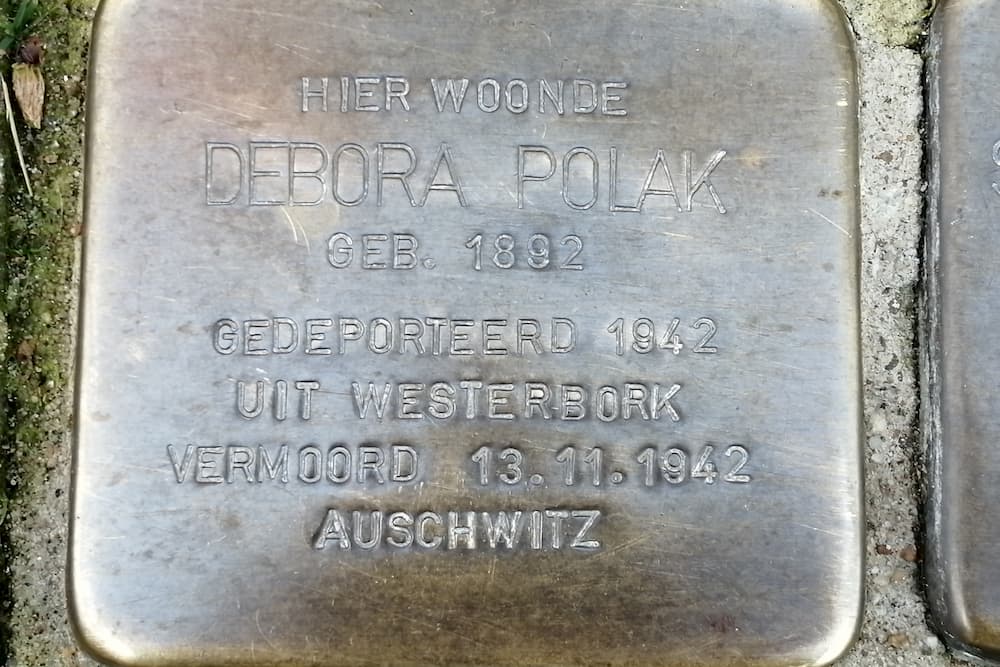 HIER WOONDE
DEBORA POLAK
GEB. 1892
GEDEPORTEERD 1942
UIT WESTERBORK
VERMOORD 13.11.1942
AUSCHWITZ